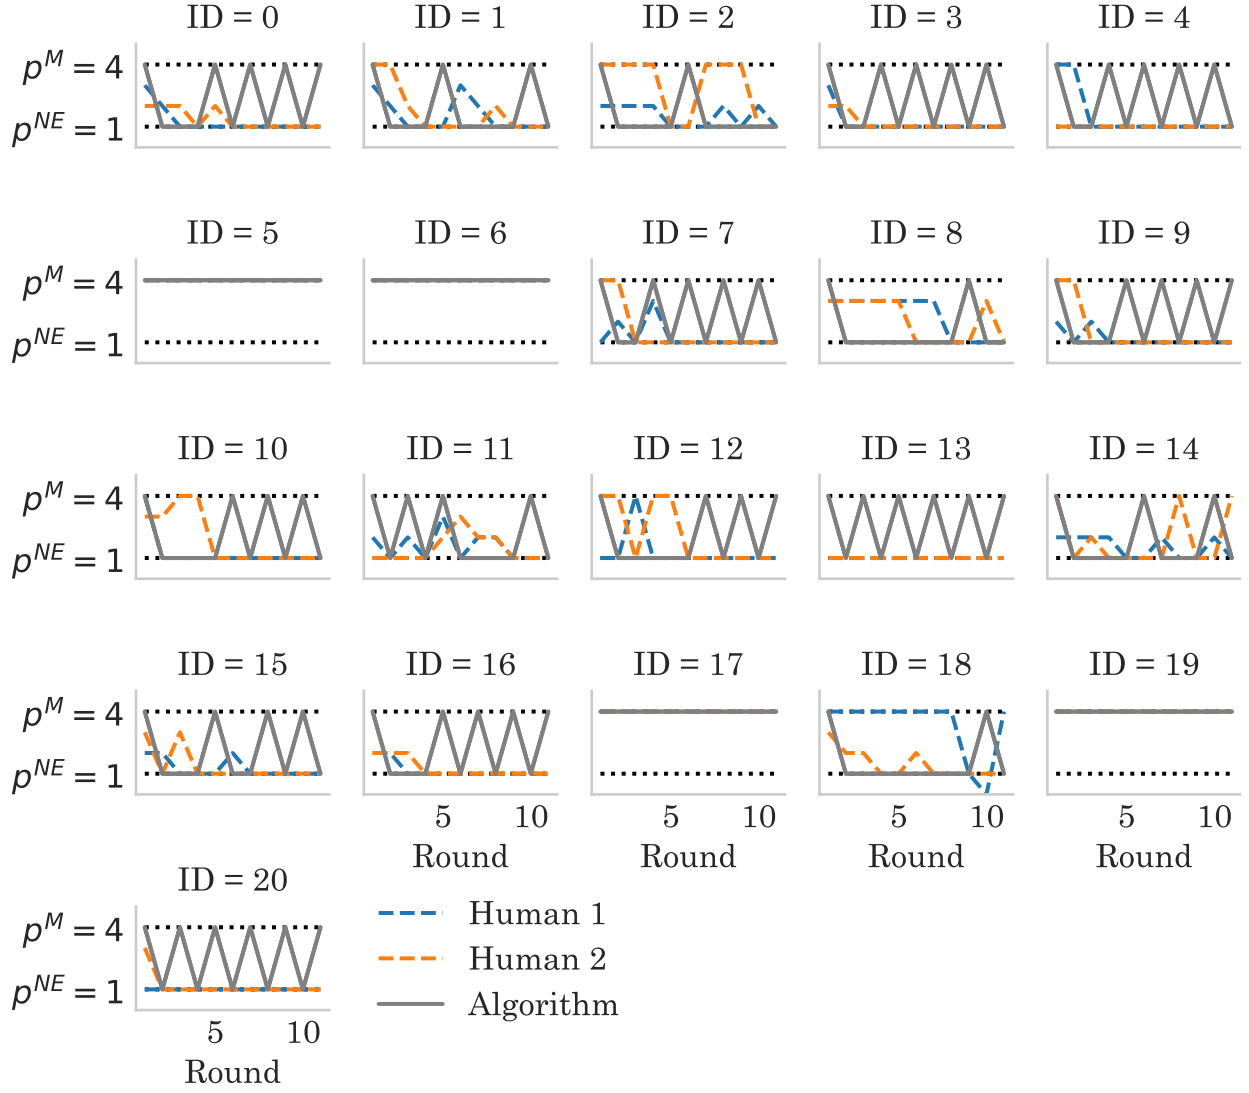 ID = 0 ID = 1 ID = 2 ID = 3 ID = 4
p^M = 4
p^NE = 1
ID = 5 ID = 6 ID = 7 ID = 8 ID = 9
p^M = 4
p^NE = 1
ID = 10 ID = 11 ID = 12 ID = 13 ID = 14
p^M = 4
p^NE = 1
ID = 15 ID = 16 ID = 17 ID = 18 ID = 19
p^M = 4
p^NE = 1
5 10 5 10 5 10 5 10
Round Round Round Round
ID = 20
p^M = 4
p^NE = 1
5 10
Round
Human 1
Human 2
Algorithm